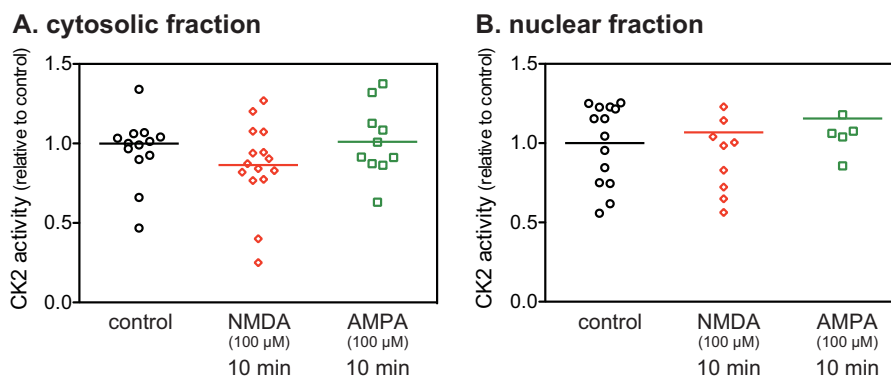 A. cytosolic fraction
CK2 activity (relative to control)
1.5
1.0
0.5
0.0
control
NMDA
(100 µM)
10 min
AMPA
(100 µM)
10 min
B. nuclear fraction
CK2 activity (relative to control)
1.5
1.0
0.5
0.0
control
NMDA
(100 µM)
10 min
AMPA
(100 µM)
10 min